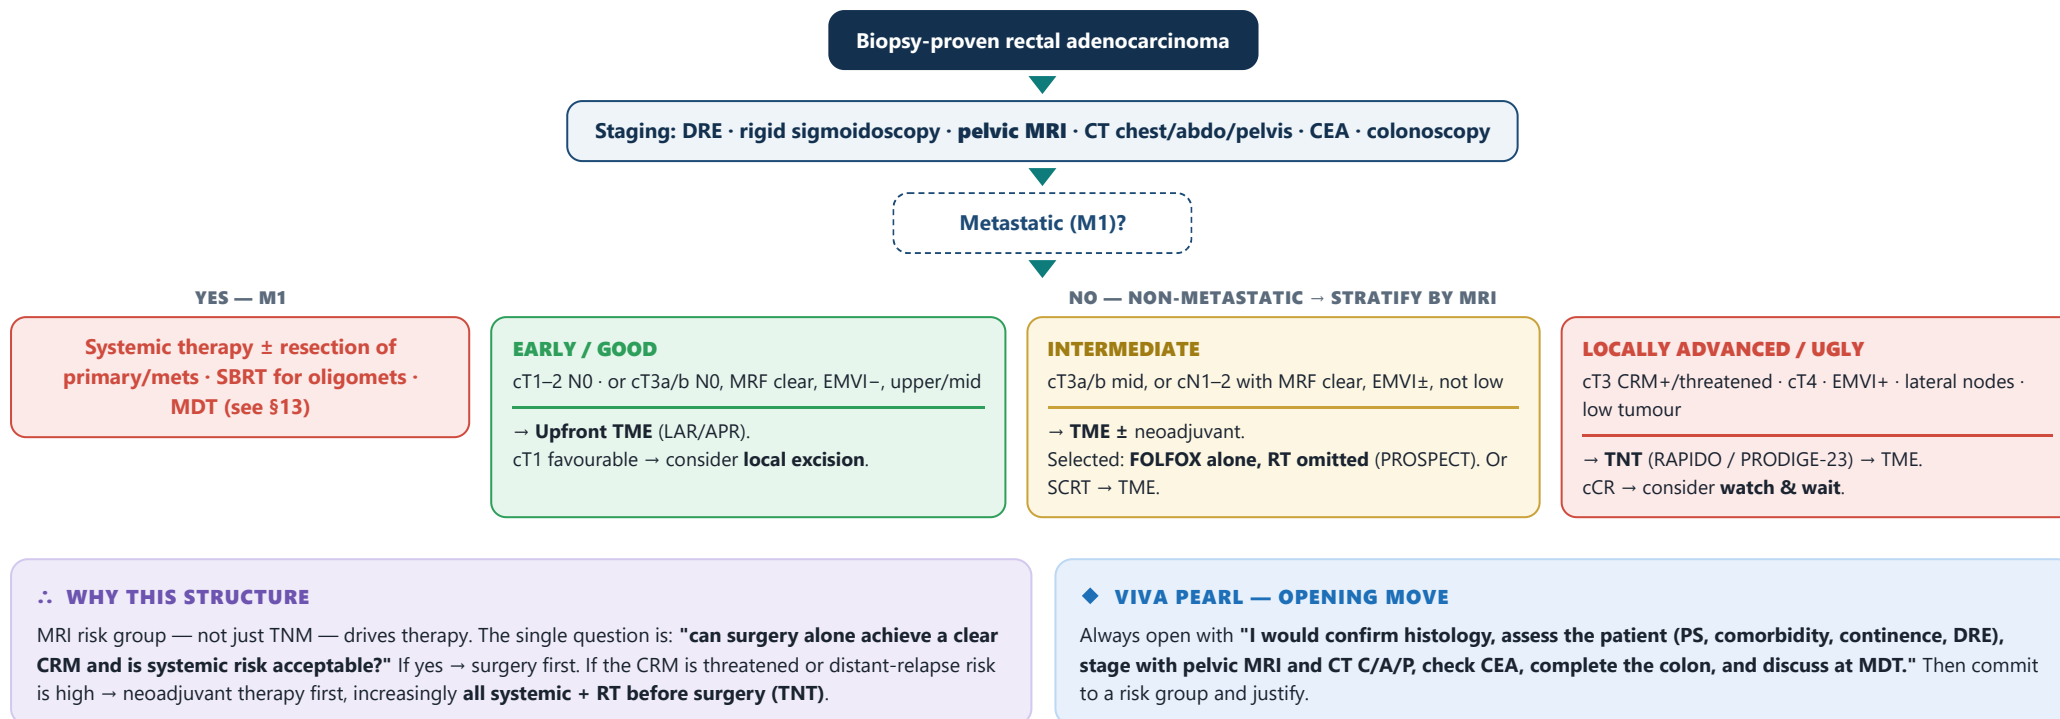 Biopsy-proven rectal adenocarcinoma
Staging: DRE · rigid sigmoidoscopy · pelvic MRI · CT chest/abdo/pelvis · CEA · colonoscopy
Metastatic (M1)?
YES — M1
Systemic therapy ± resection of
primary/mets · SBRT for oligomets ·
MDT (see §13)
NO — NON-METASTATIC → STRATIFY BY MRI
EARLY / GOOD
cT1–2 N0 · or cT3a/b N0, MRF clear, EMVI−, upper/mid
→ Upfront TME (LAR/APR).
cT1 favourable → consider local excision.
INTERMEDIATE
cT3a/b mid, or cN1–2 with MRF clear, EMVI±, not low
→ TME ± neoadjuvant.
Selected: FOLFOX alone, RT omitted (PROSPECT). Or
SCRT → TME.
LOCALLY ADVANCED / UGLY
cT3 CRM+/threatened · cT4 · EMVI+ · lateral nodes ·
low tumour
→ TNT (RAPIDO / PRODIGE-23) → TME.
cCR → consider watch & wait.
∴ WHY THIS STRUCTURE
MRI risk group — not just TNM — drives therapy. The single question is: "can surgery alone achieve a clear
CRM and is systemic risk acceptable?" If yes → surgery first. If the CRM is threatened or distant-relapse risk
is high → neoadjuvant therapy first, increasingly all systemic + RT before surgery (TNT).
◆ VIVA PEARL — OPENING MOVE
Always open with "I would confirm histology, assess the patient (PS, comorbidity, continence, DRE),
stage with pelvic MRI and CT C/A/P, check CEA, complete the colon, and discuss at MDT." Then commit
to a risk group and justify.